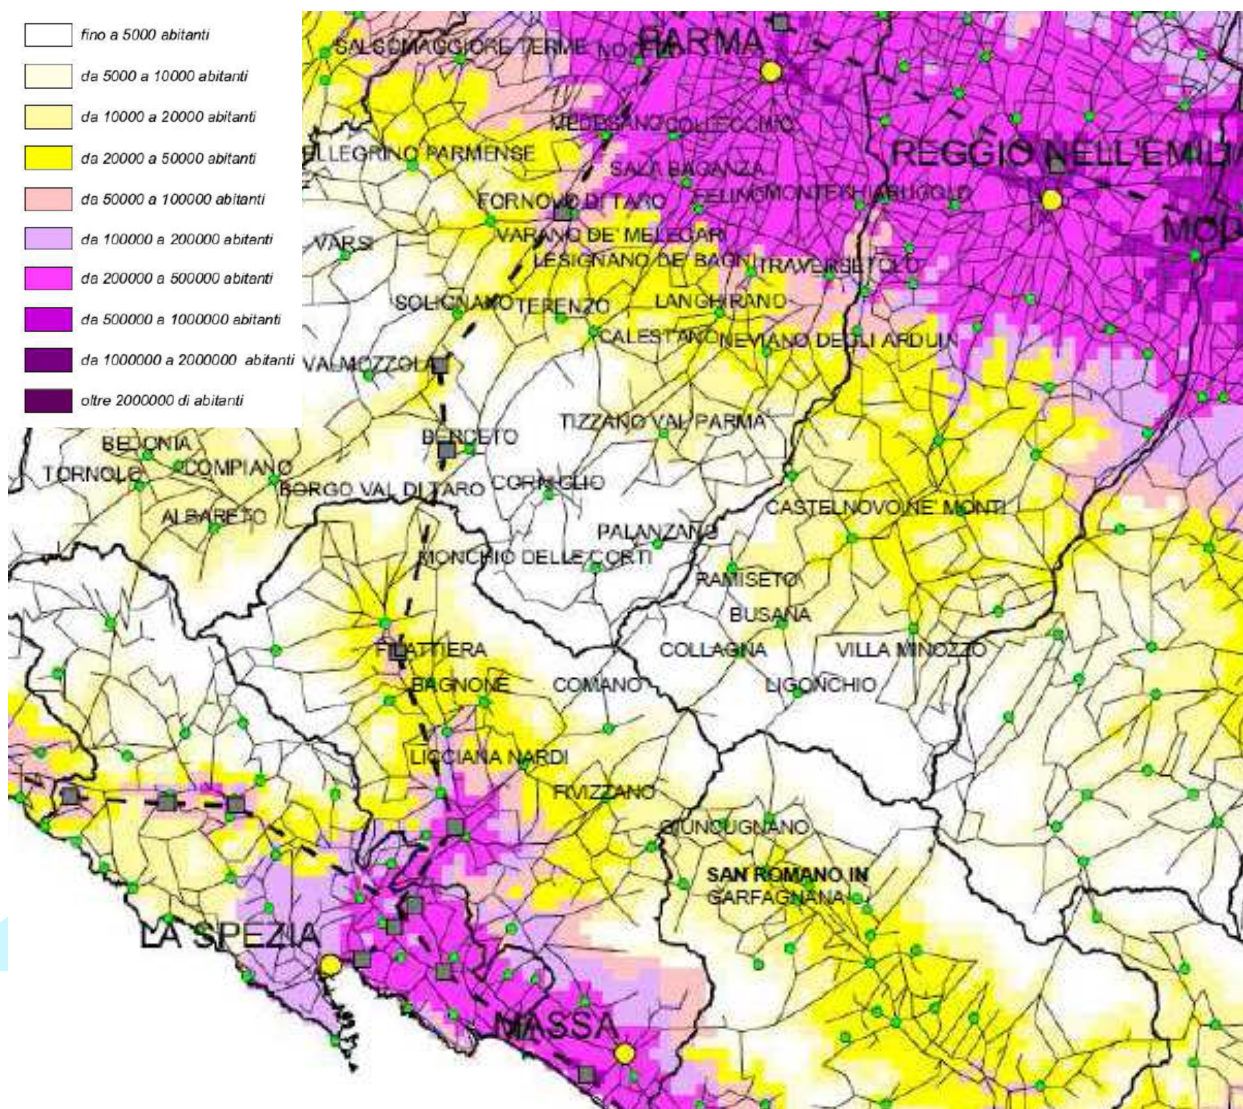 fino a 5000 abitanti
da 5000 a 10000 abitanti
da 10000 a 20000 abitanti
da 20000 a 50000 abitanti
da 50000 a 100000 abitanti
da 100000 a 200000 abitanti
da 200000 a 500000 abitanti
da 500000 a 1000000 abitanti
da 1000000 a 2000000 abitanti
oltre 2000000 di abitanti
PARMA
SALSOMAGGIORE TERME
MEDESANO
COLLECCHIO
REGGIO NELL'EMILI
ELLEGRINO PARMENSE
SALA BAGANZA
FORNOVO DI TARO
FELINO
MONTECHIARUGOLO
MOD
VARSI
VARANO DE' MELEGARI
LESIGNANO DE' BAGNI
TRAVERSETOLO
SOLIGNANO
TERENZO
LANGHIRANO
CALESTANO
NEVIANO DEGLI ARDUIN
VALMOZZOLA
BEDONIA
BERCETO
TIZZANO VAL PARMA
TORNOLO
COMPIANO
BORGO VAL DI TARO
CORNIGLIO
ALBARETO
CASTELNOVO NE' MONTI
PALANZANO
MONCHIO DELLE CORTI
RAMISETO
BUSANA
FILATTIERA
COLLAGNA
VILLA MINOZZO
BAGNONE
COMANO
LIGONCHIO
LICCIANA NARDI
FIVIZZANO
GIUNCUGNANO
SAN ROMANO IN
GARFAGNANA
LA SPEZIA
MASSA